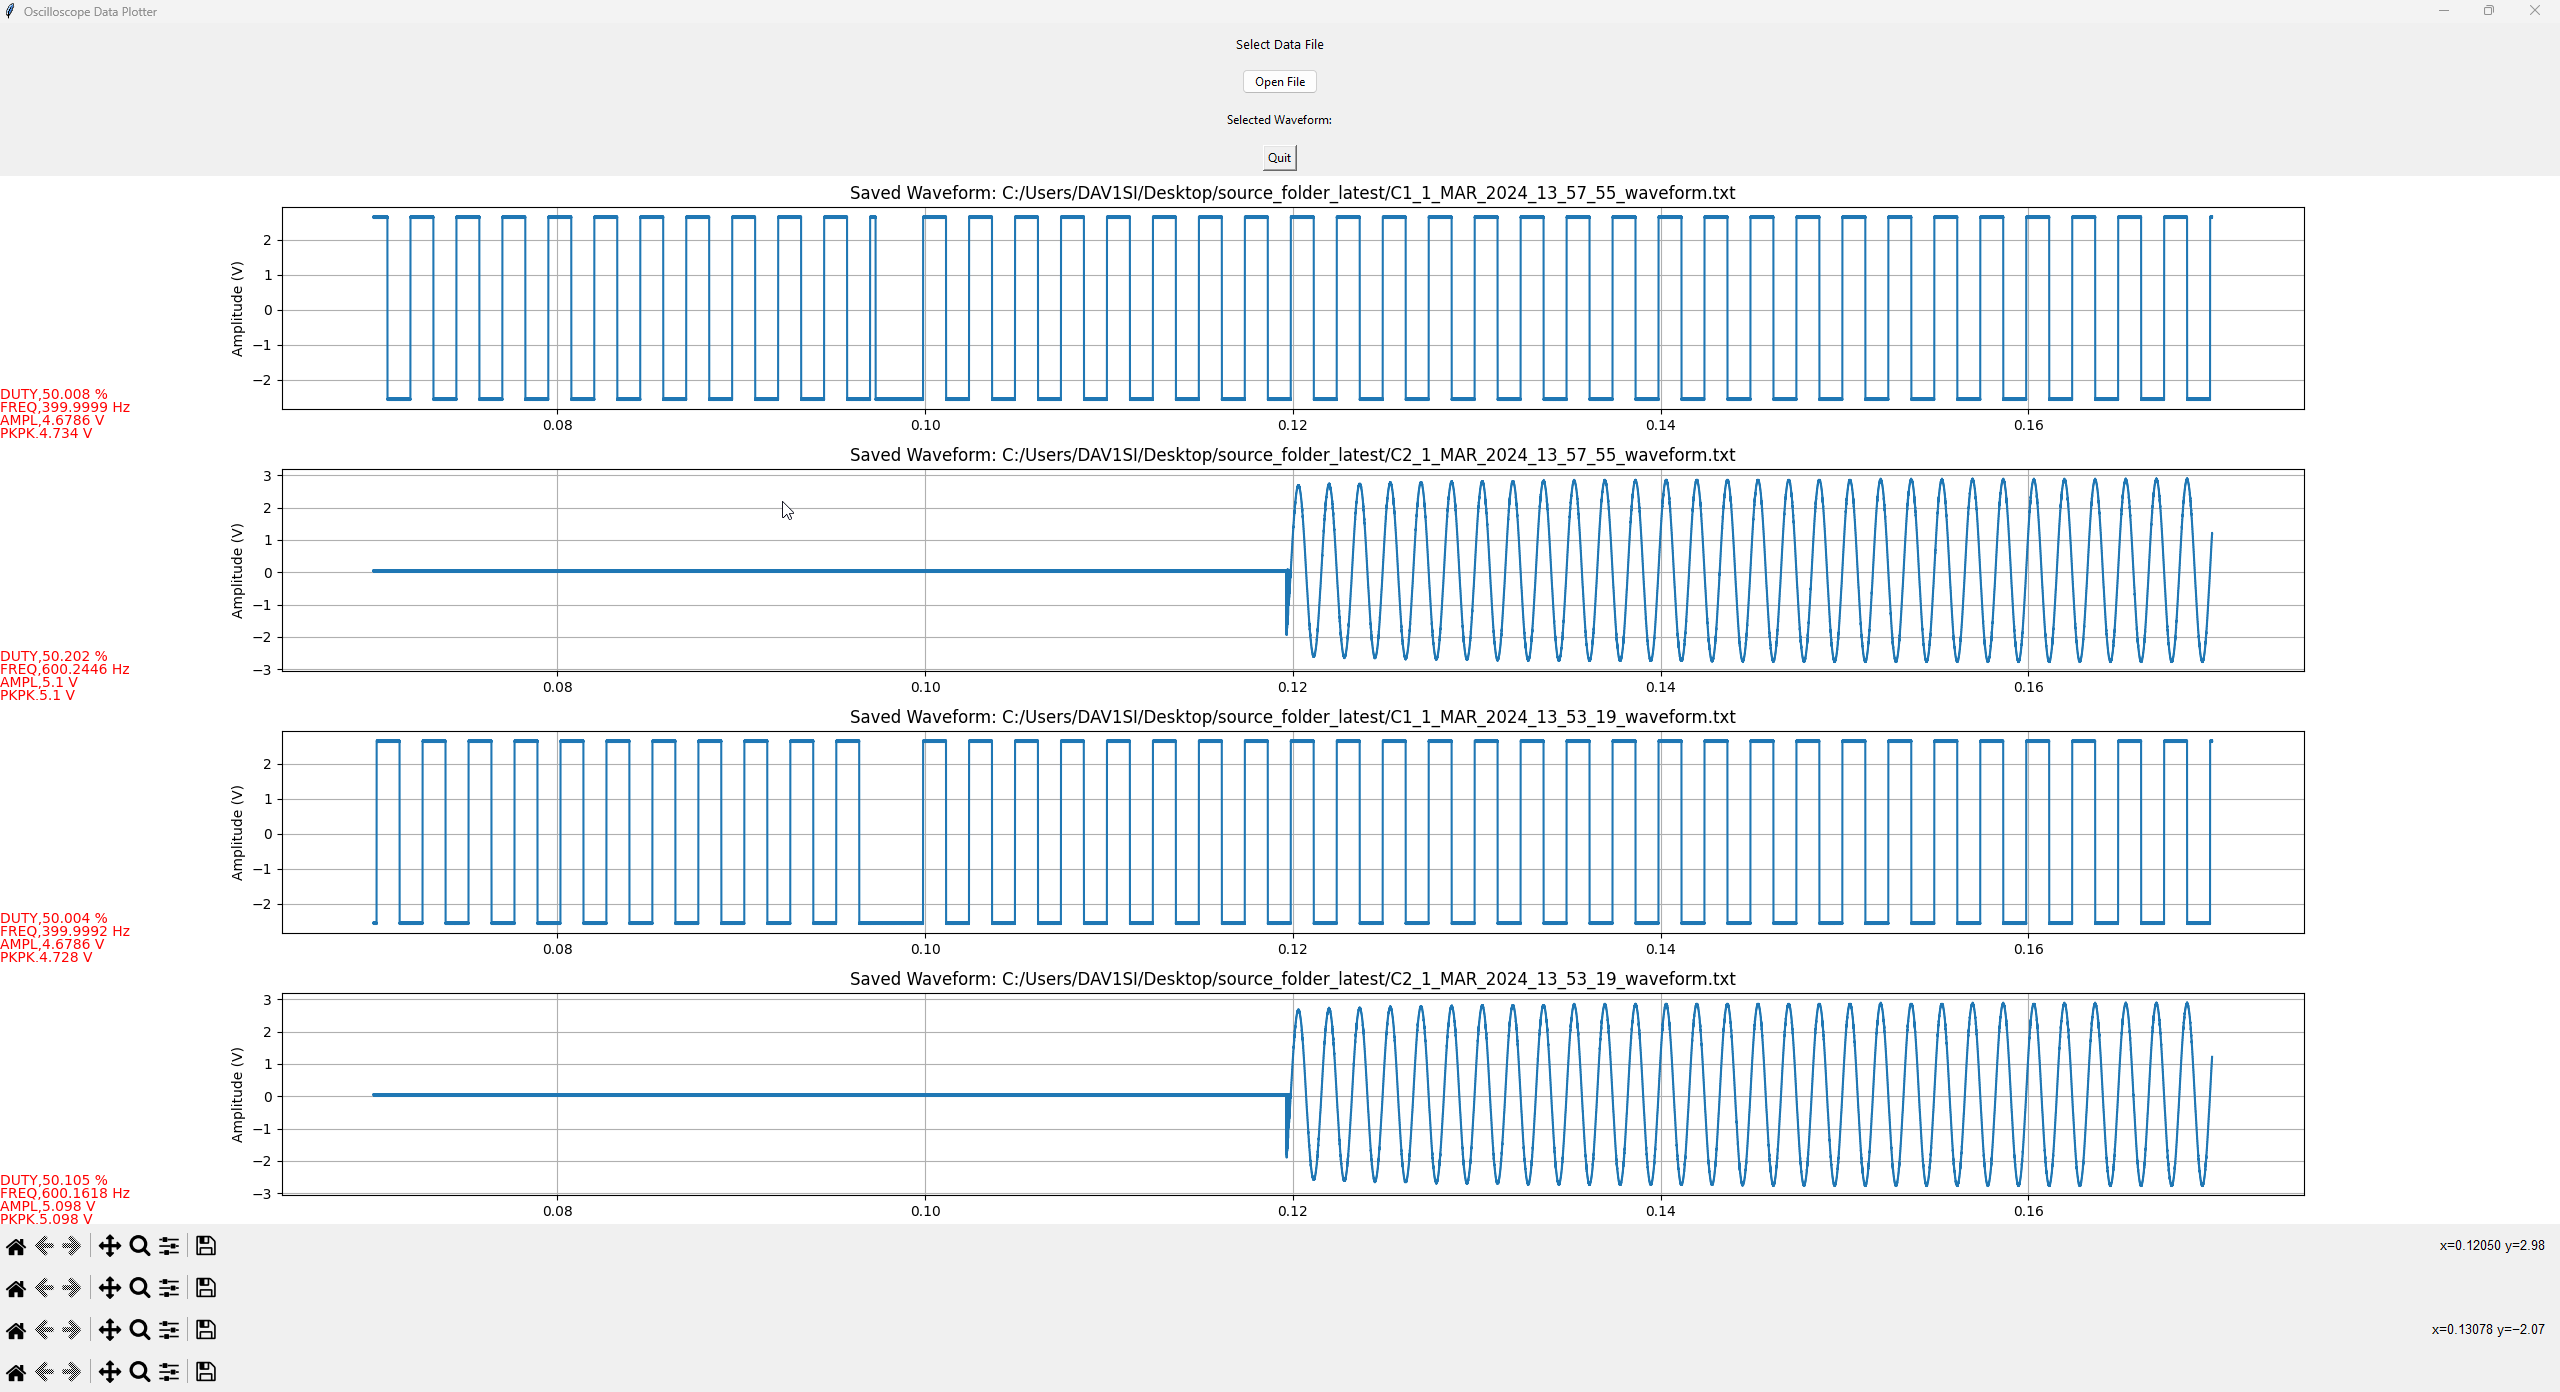 Oscilloscope Data Plotter
Select Data File
Open File
Selected Waveform:
Quit
Saved Waveform: C:/Users/DAV1SI/Desktop/source_folder_latest/C1_1_MAR_2024_13_57_55_waveform.txt
Amplitude (V)
2
1
0
−1
−2
0.08 0.10 0.12 0.14 0.16
DUTY,50.008 %
FREQ,399.9999 Hz
AMPL,4.6786 V
PKPK,4.734 V
Saved Waveform: C:/Users/DAV1SI/Desktop/source_folder_latest/C2_1_MAR_2024_13_57_55_waveform.txt
Amplitude (V)
3
2
1
0
−1
−2
−3
0.08 0.10 0.12 0.14 0.16
DUTY,50.202 %
FREQ,600.2446 Hz
AMPL,5.1 V
PKPK,5.1 V
Saved Waveform: C:/Users/DAV1SI/Desktop/source_folder_latest/C1_1_MAR_2024_13_53_19_waveform.txt
Amplitude (V)
2
1
0
−1
−2
0.08 0.10 0.12 0.14 0.16
DUTY,50.004 %
FREQ,399.9992 Hz
AMPL,4.6786 V
PKPK,4.728 V
Saved Waveform: C:/Users/DAV1SI/Desktop/source_folder_latest/C2_1_MAR_2024_13_53_19_waveform.txt
Amplitude (V)
3
2
1
0
−1
−2
−3
0.08 0.10 0.12 0.14 0.16
DUTY,50.105 %
FREQ,600.1618 Hz
AMPL,5.098 V
PKPK,5.098 V
x=0.12050 y=2.98
x=0.13078 y=−2.07